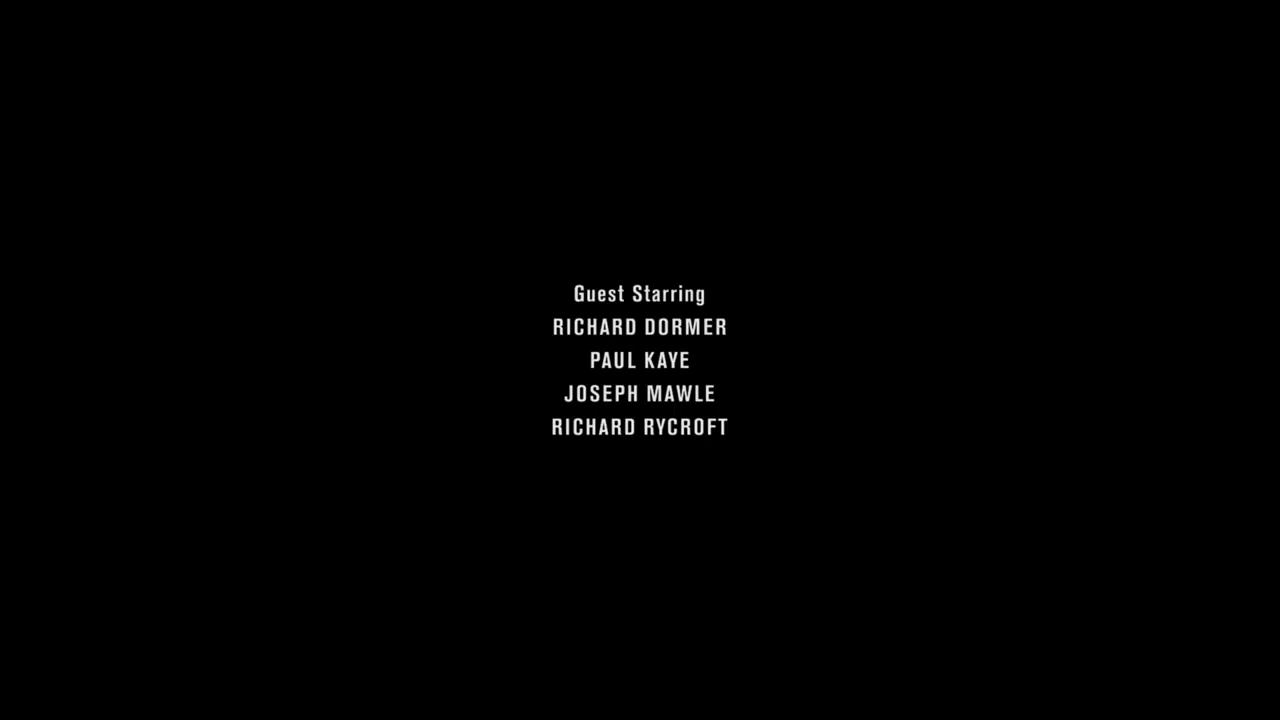 Guest Starring
RICHARD DORMER
PAUL KAYE
JOSEPH MAWLE
RICHARD RYCROFT